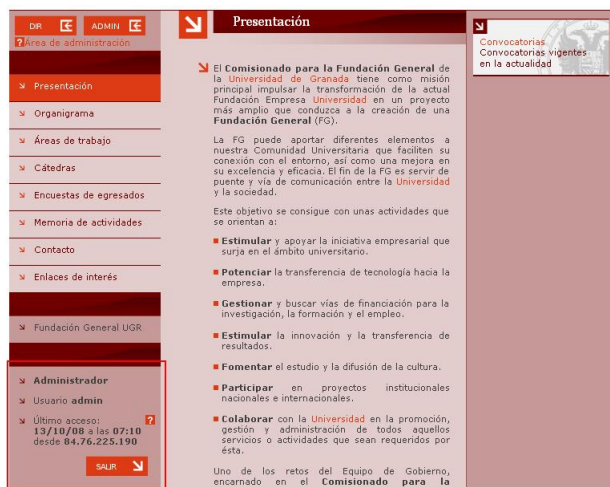 DIR
ADMIN
?Área de administración
Presentación
Organigrama
Áreas de trabajo
Cátedras
Encuestas de egresados
Memoria de actividades
Contacto
Enlaces de interés
Fundación General UGR
Administrador
Usuario admin
Último acceso: ?
13/10/08 a las 07:10
desde 84.76.225.190
SALIR
Presentación
El Comisionado para la Fundación General de
la Universidad de Granada tiene como misión
principal impulsar la transformación de la actual
Fundación Empresa Universidad en un proyecto
más amplio que conduzca a la creación de una
Fundación General (FG).
La FG puede aportar diferentes elementos a
nuestra Comunidad Universitaria que faciliten su
conexión con el entorno, así como una mejora en
su excelencia y eficacia. El fin de la FG es servir de
puente y vía de comunicación entre la Universidad
y la sociedad.
Este objetivo se consigue con unas actividades que
se orientan a:
Estimular y apoyar la iniciativa empresarial que
surja en el ámbito universitario.
Potenciar la transferencia de tecnología hacia la
empresa.
Gestionar y buscar vías de financiación para la
investigación, la formación y el empleo.
Estimular la innovación y la transferencia de
resultados.
Fomentar el estudio y la difusión de la cultura.
Participar en proyectos institucionales
nacionales e internacionales.
Colaborar con la Universidad en la promoción,
gestión y administración de todos aquellos
servicios o actividades que sean requeridos por
ésta.
Uno de los retos del Equipo de Gobierno,
encarnado en el Comisionado para la
Convocatorias
Convocatorias vigentes
en la actualidad